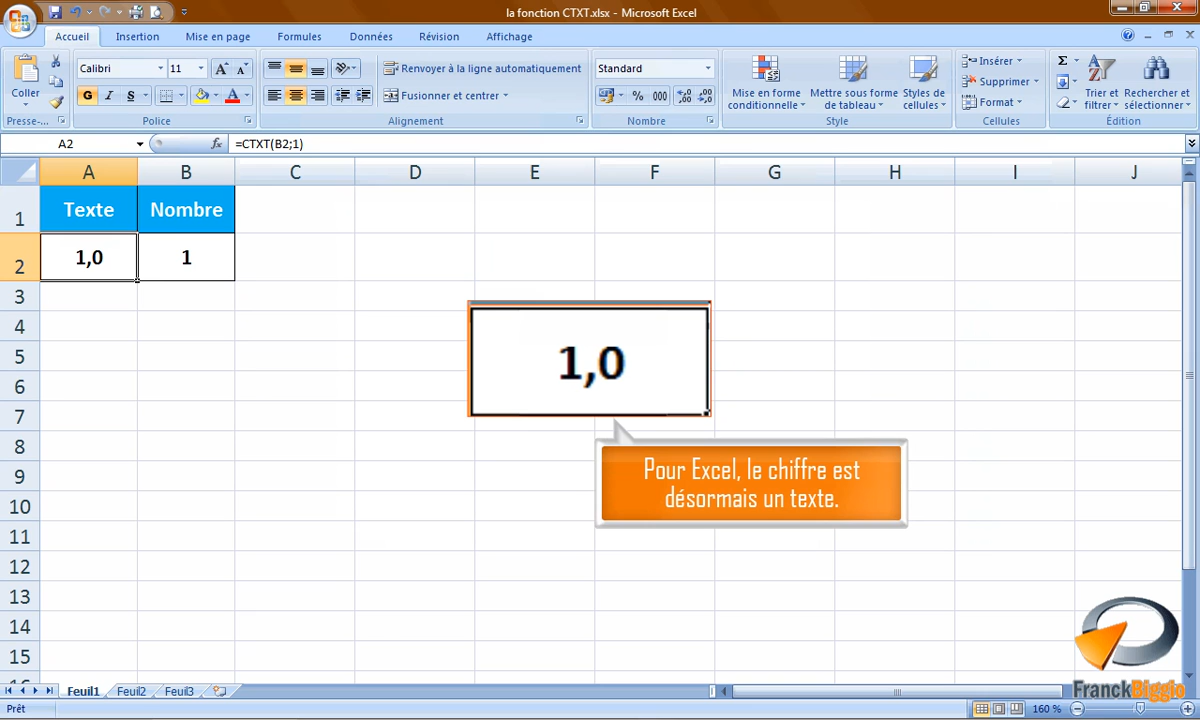 la fonction CTXT.xlsx - Microsoft Excel
Accueil Insertion Mise en page Formules Données Révision Affichage
Coller
Presse-...
Calibri 11
G I S
Police
Renvoyer à la ligne automatiquement
Fusionner et centrer
Alignement
Standard
% 000
Nombre
Mise en forme conditionnelle
Mettre sous forme de tableau
Styles de cellules
Style
Insérer
Supprimer
Format
Cellules
Trier et filtrer
Rechercher et sélectionner
Édition
A2 fx =CTXT(B2;1)
A B C D E F G H I J
1 Texte Nombre
2 1,0 1
3
4
5
6
7
8
9
10
11
12
13
14
15
1,0
Pour Excel, le chiffre est
désormais un texte.
FranckBiggio
Feuil1 Feuil2 Feuil3
Prêt 160 %